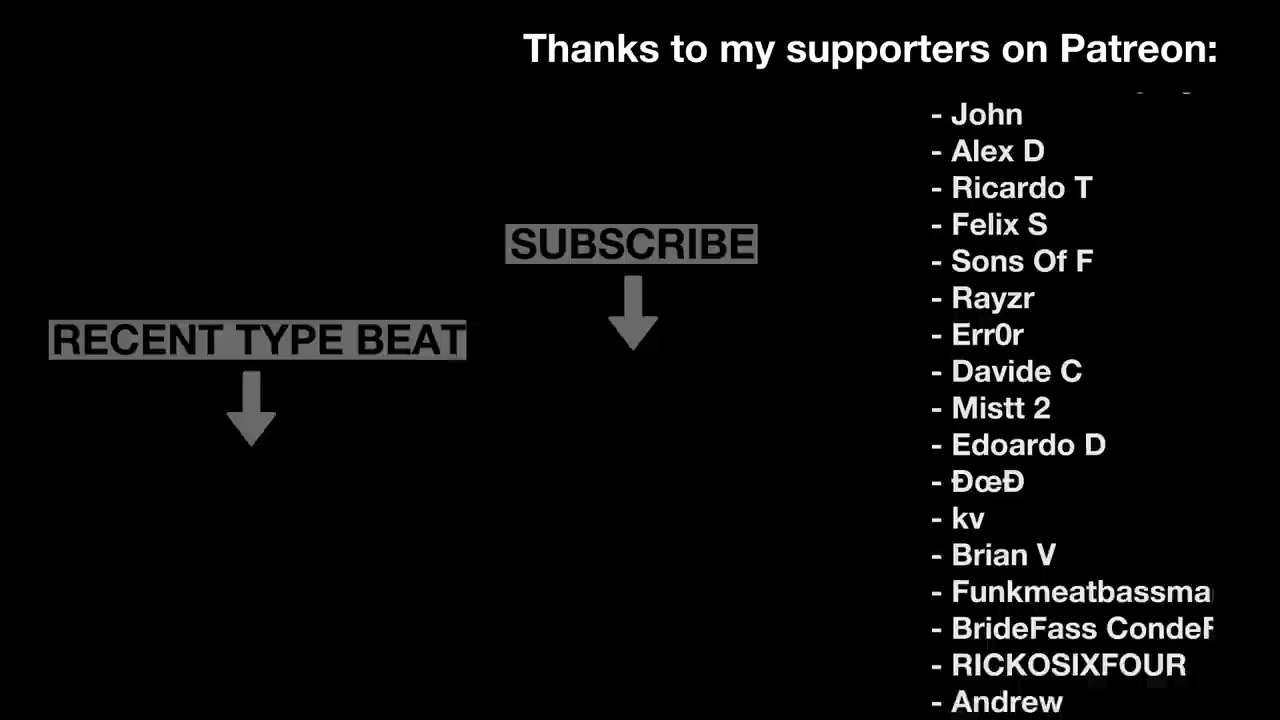 Thanks to my supporters on Patreon:
- John
- Alex D
- Ricardo T
- Felix S
- Sons Of F
- Rayzr
- Err0r
- Davide C
- Mistt 2
- Edoardo D
- ĐœĐ
- kv
- Brian V
- Funkmeatbassma
- BrideFass Conde
- RICKOSIXFOUR
- Andrew
SUBSCRIBE
RECENT TYPE BEAT